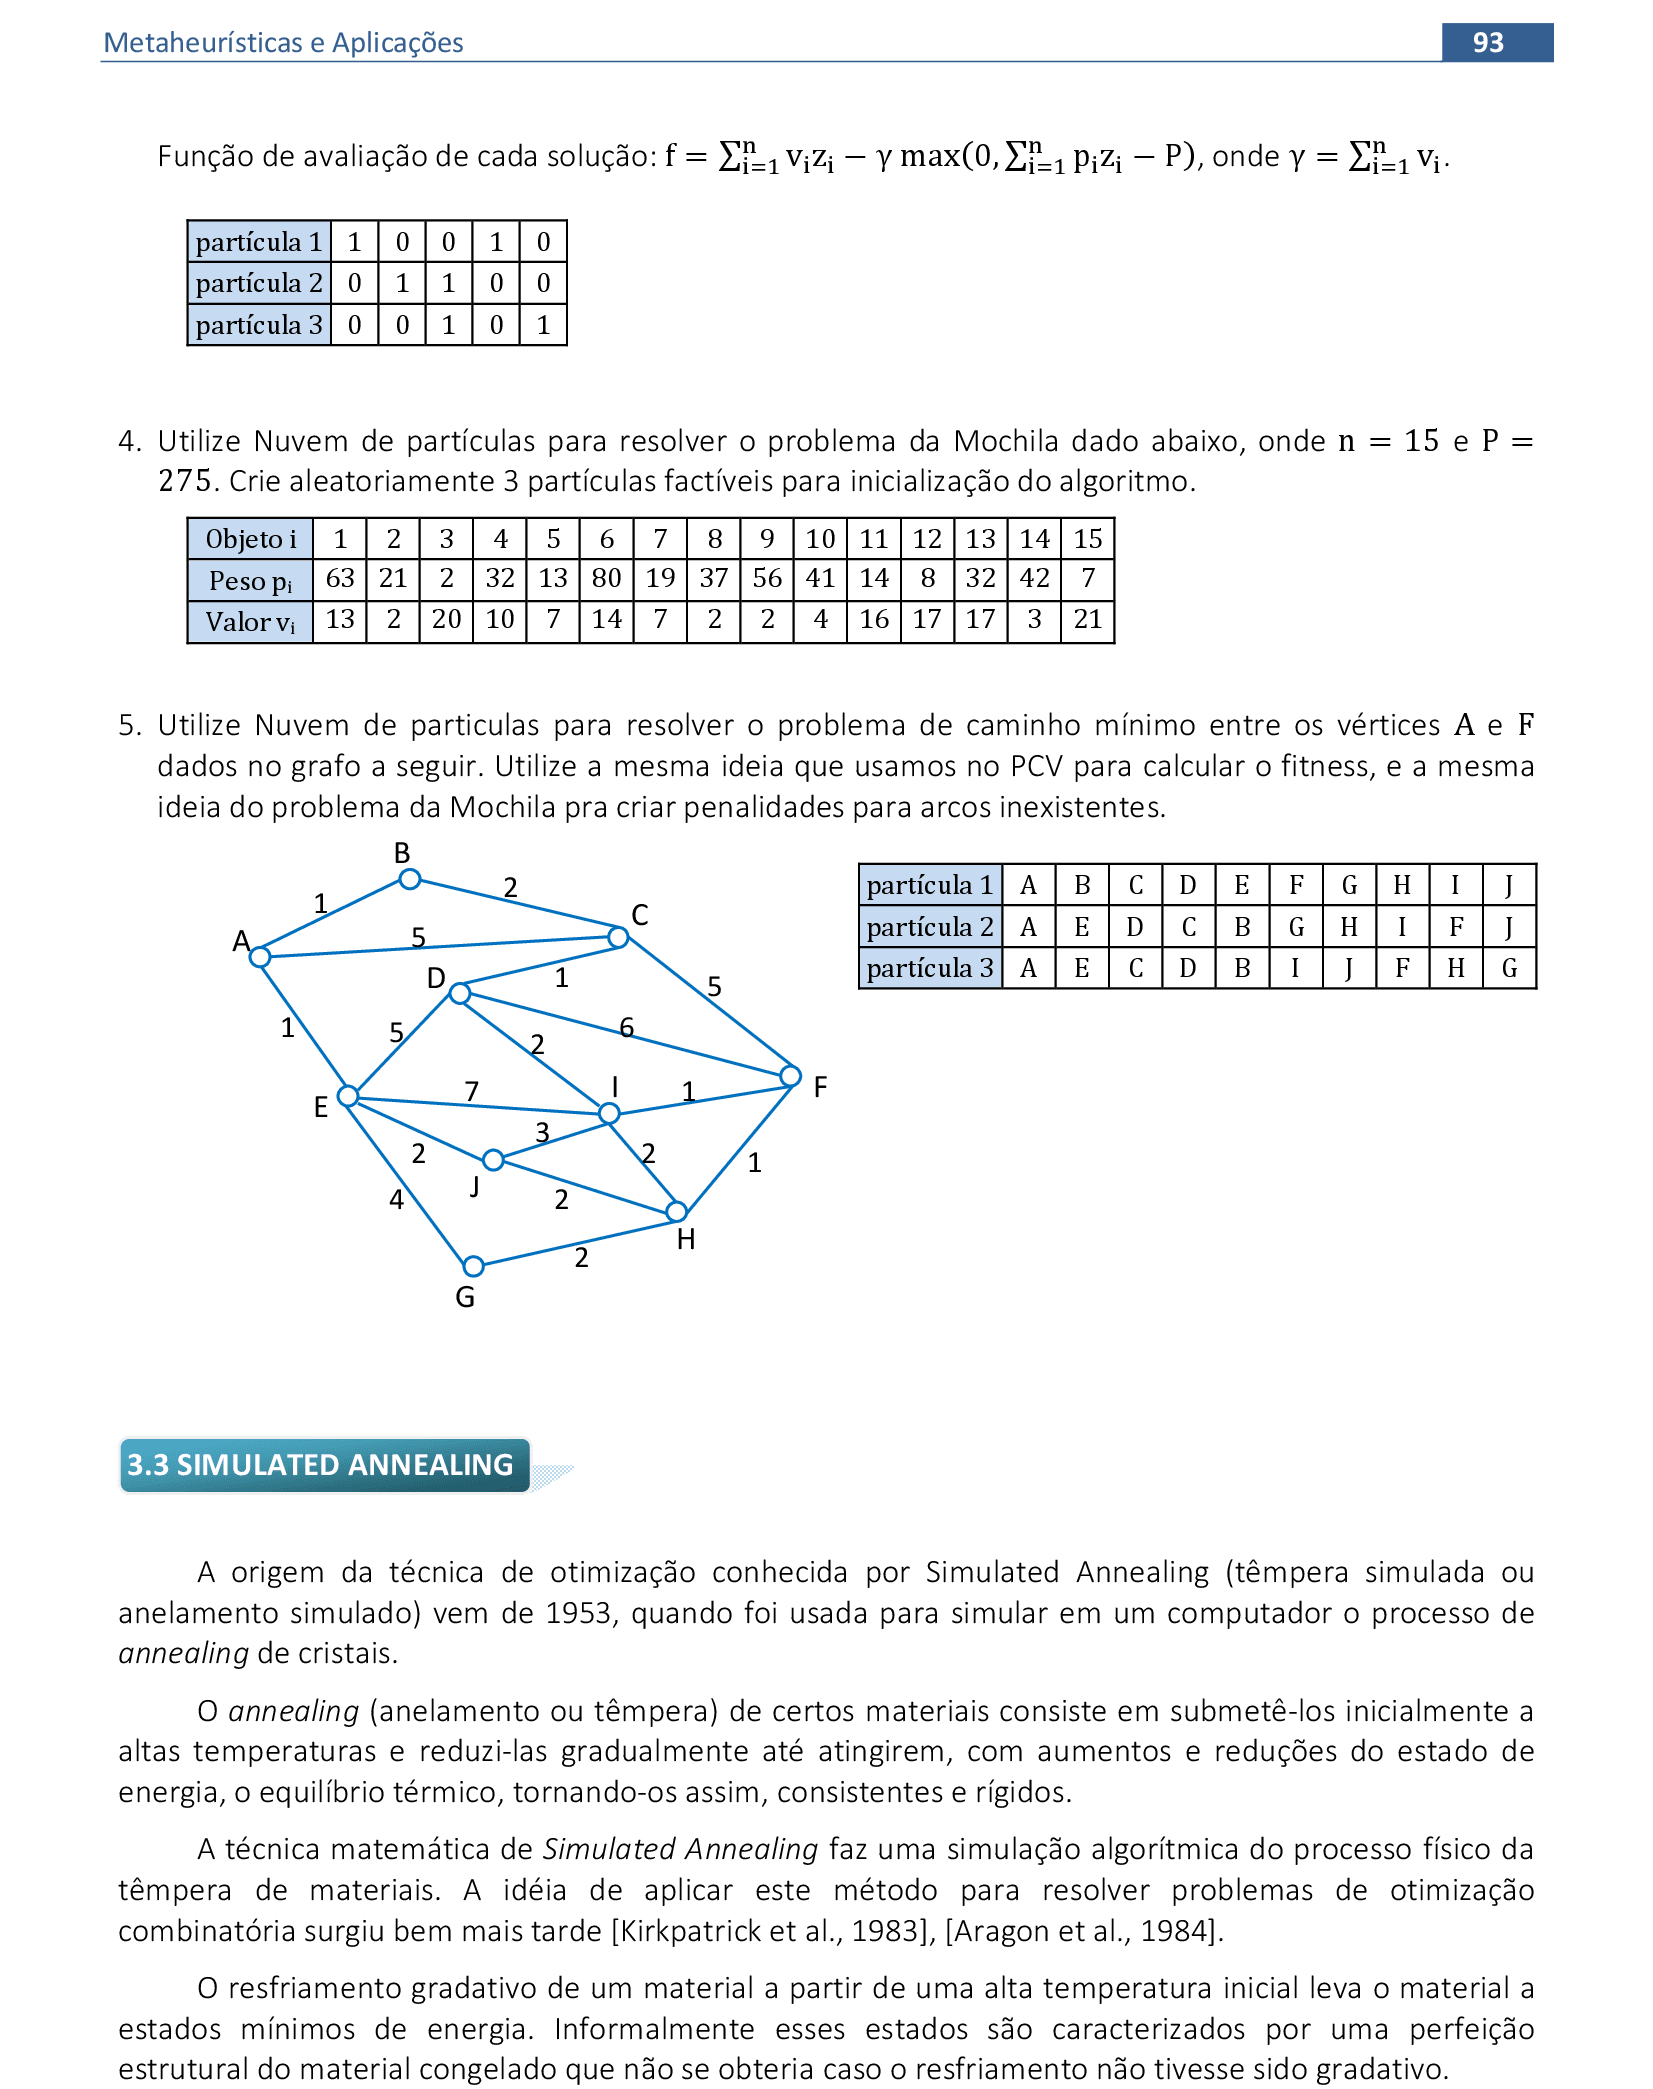 Metaheurísticas e Aplicações 93
Função de avaliação de cada solução: f = ∑ⁿᵢ₌₁ vᵢzᵢ − γ max(0, ∑ⁿᵢ₌₁ pᵢzᵢ − P), onde γ = ∑ⁿᵢ₌₁ vᵢ.
partícula 1 1 0 0 1 0
partícula 2 0 1 1 0 0
partícula 3 0 0 1 0 1
4. Utilize Nuvem de partículas para resolver o problema da Mochila dado abaixo, onde n = 15 e P =
275. Crie aleatoriamente 3 partículas factíveis para inicialização do algoritmo.
Objeto i 1 2 3 4 5 6 7 8 9 10 11 12 13 14 15
Peso pᵢ 63 21 2 32 13 80 19 37 56 41 14 8 32 42 7
Valor vᵢ 13 2 20 10 7 14 7 2 2 4 16 17 17 3 21
5. Utilize Nuvem de particulas para resolver o problema de caminho mínimo entre os vértices A e F
dados no grafo a seguir. Utilize a mesma ideia que usamos no PCV para calcular o fitness, e a mesma
ideia do problema da Mochila pra criar penalidades para arcos inexistentes.
B
1
2
C
A
5
D
1
5
1
5
2
6
E
7
I
1
F
2
3
2
1
J
4
2
H
2
G
partícula 1 A B C D E F G H I J
partícula 2 A E D C B G H I F J
partícula 3 A E C D B I J F H G
3.3 SIMULATED ANNEALING
A origem da técnica de otimização conhecida por Simulated Annealing (têmpera simulada ou
anelamento simulado) vem de 1953, quando foi usada para simular em um computador o processo de
annealing de cristais.
O annealing (anelamento ou têmpera) de certos materiais consiste em submetê-los inicialmente a
altas temperaturas e reduzi-las gradualmente até atingirem, com aumentos e reduções do estado de
energia, o equilíbrio térmico, tornando-os assim, consistentes e rígidos.
A técnica matemática de Simulated Annealing faz uma simulação algorítmica do processo físico da
têmpera de materiais. A idéia de aplicar este método para resolver problemas de otimização
combinatória surgiu bem mais tarde [Kirkpatrick et al., 1983], [Aragon et al., 1984].
O resfriamento gradativo de um material a partir de uma alta temperatura inicial leva o material a
estados mínimos de energia. Informalmente esses estados são caracterizados por uma perfeição
estrutural do material congelado que não se obteria caso o resfriamento não tivesse sido gradativo.